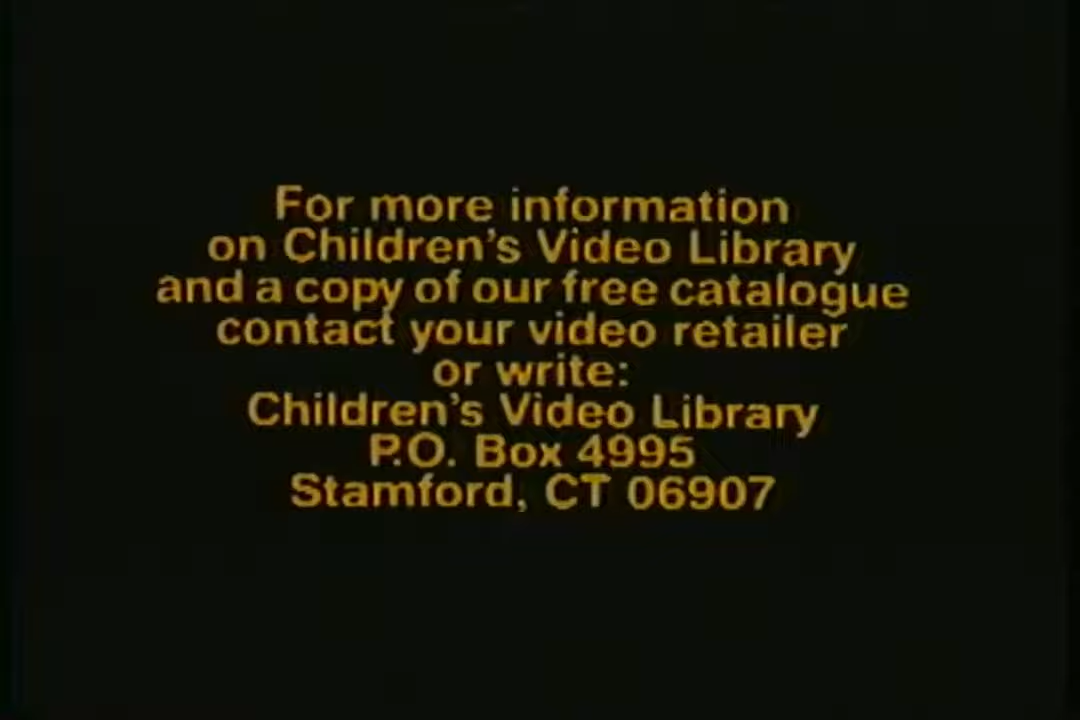 For more information
on Children's Video Library
and a copy of our free catalogue
contact your video retailer
or write:
Children's Video Library
P.O. Box 4995
Stamford, CT 06907